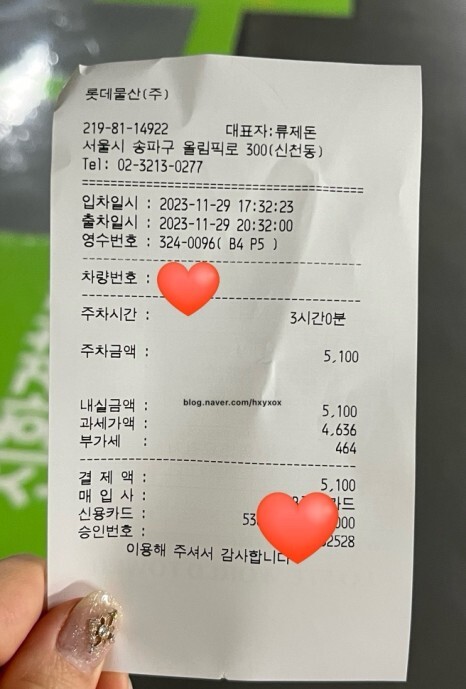 롯데물산(주)
219-81-14922 대표자:류제돈
서울시 송파구 올림픽로 300(신천동)
Tel: 02-3213-0277
입차일시 : 2023-11-29 17:32:23
출차일시 : 2023-11-29 20:32:00
영수번호 : 324-0096( B4 P5 )
차량번호 :
주차시간 : 3시간0분
주차금액 : 5,100
blog.naver.com/hxyxox
내실금액 : 5,100
과세가액 : 4,636
부가세 : 464
결 제 액 : 5,100
매 입 사 : 카드
신용카드 : 53 000
승인번호 : 2528
이용해 주셔서 감사합니다